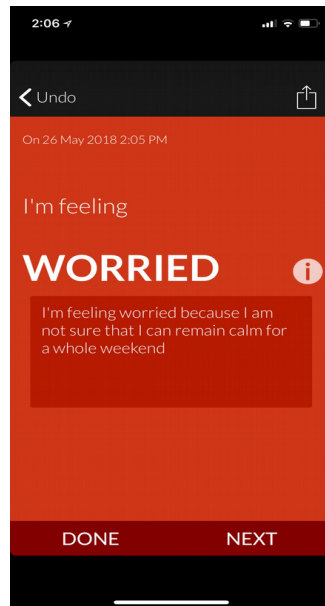 2:06
Undo
On 26 May 2018 2:05 PM
I'm feeling
WORRIED
i
I'm feeling worried because I am
not sure that I can remain calm for
a whole weekend
DONE NEXT